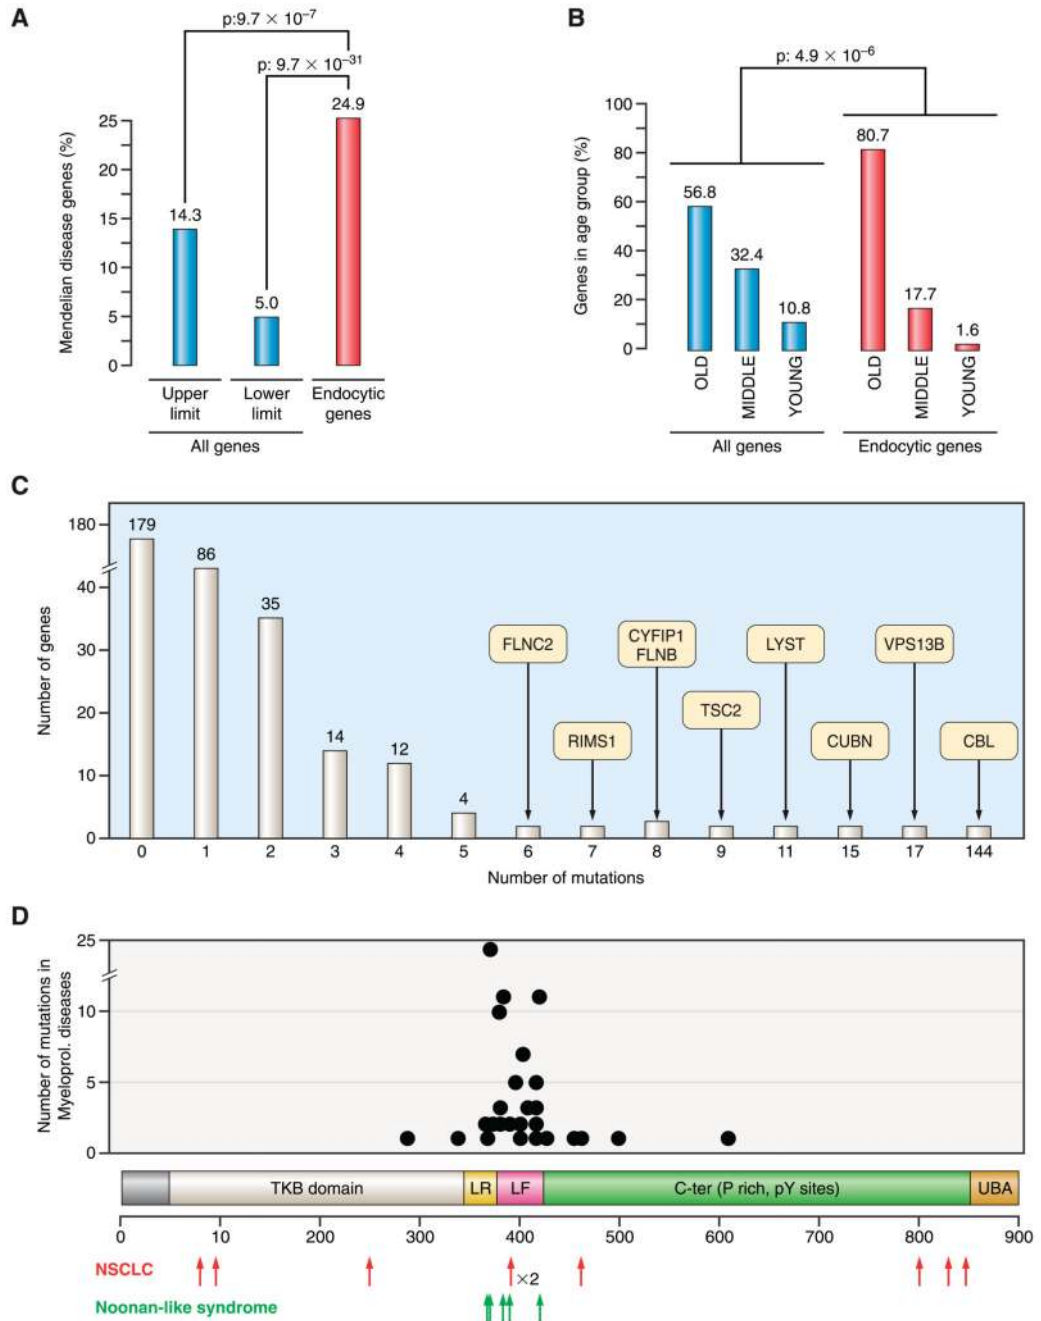 A
p:9.7 × 10–7
p: 9.7 × 10–31
Mendelian disease genes (%)
25
20
15
10
5
0
14.3
5.0
24.9
Upper limit
Lower limit
Endocytic genes
All genes
B
p: 4.9 × 10–6
Genes in age group (%)
100
80
60
40
20
0
56.8
32.4
10.8
80.7
17.7
1.6
OLD
MIDDLE
YOUNG
OLD
MIDDLE
YOUNG
All genes
Endocytic genes
C
Number of genes
180
40
30
20
10
0
179
86
35
14
12
4
FLNC2
RIMS1
CYFIP1
FLNB
TSC2
LYST
CUBN
VPS13B
CBL
0 1 2 3 4 5 6 7 8 9 11 15 17 144
Number of mutations
D
Number of mutations in
Myeloprol. diseases
25
10
5
0
TKB domain
LR
LF
C-ter (P rich, pY sites)
UBA
0 100 200 300 400 500 600 700 800 900
NSCLC
×2
Noonan-like syndrome